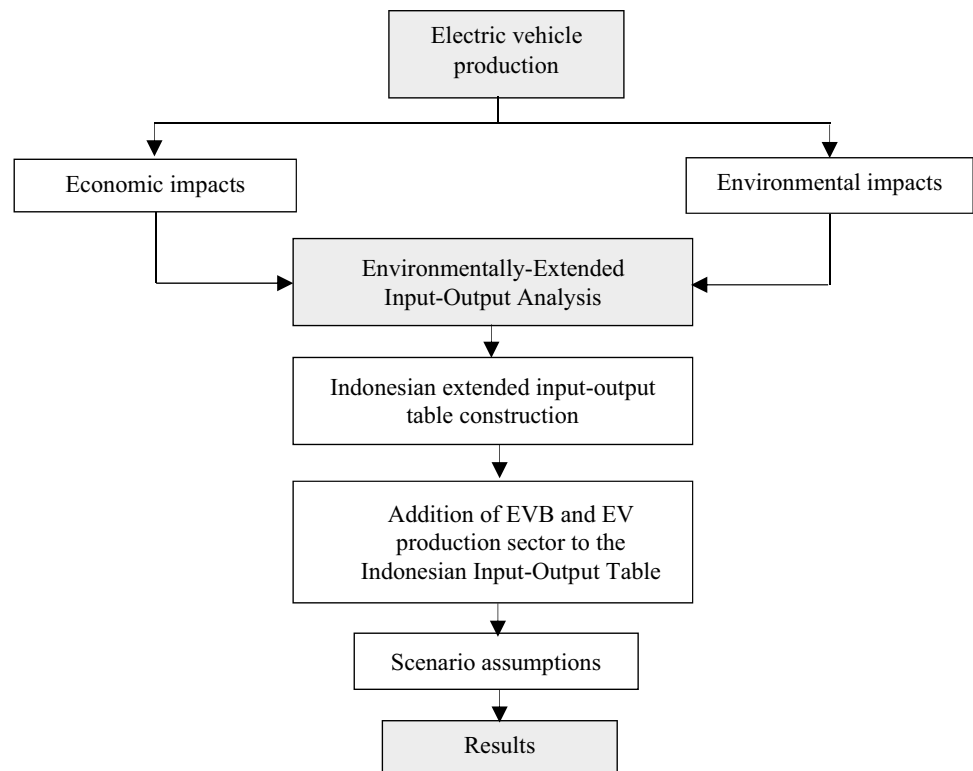 Electric vehicle
production
Economic impacts
Environmental impacts
Environmentally-Extended
Input-Output Analysis
Indonesian extended input-output
table construction
Addition of EVB and EV
production sector to the
Indonesian Input-Output Table
Scenario assumptions
Results